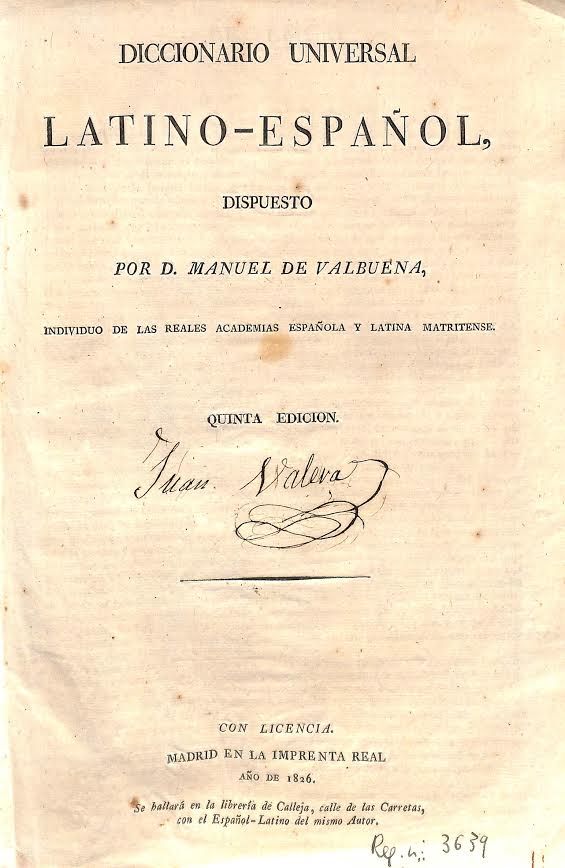 DICCIONARIO UNIVERSAL
LATINO-ESPAÑOL,
DISPUESTO
POR D. MANUEL DE VALBUENA,
INDIVIDUO DE LAS REALES ACADEMIAS ESPAÑOLA Y LATINA MATRITENSE.
QUINTA EDICION.
Juan Valera
CON LICENCIA.
MADRID EN LA IMPRENTA REAL
AÑO DE 1826.
Se hallará en la librería de Calleja, calle de las Carretas,
con el Español-Latino del mismo Autor.
Reg. n: 3639